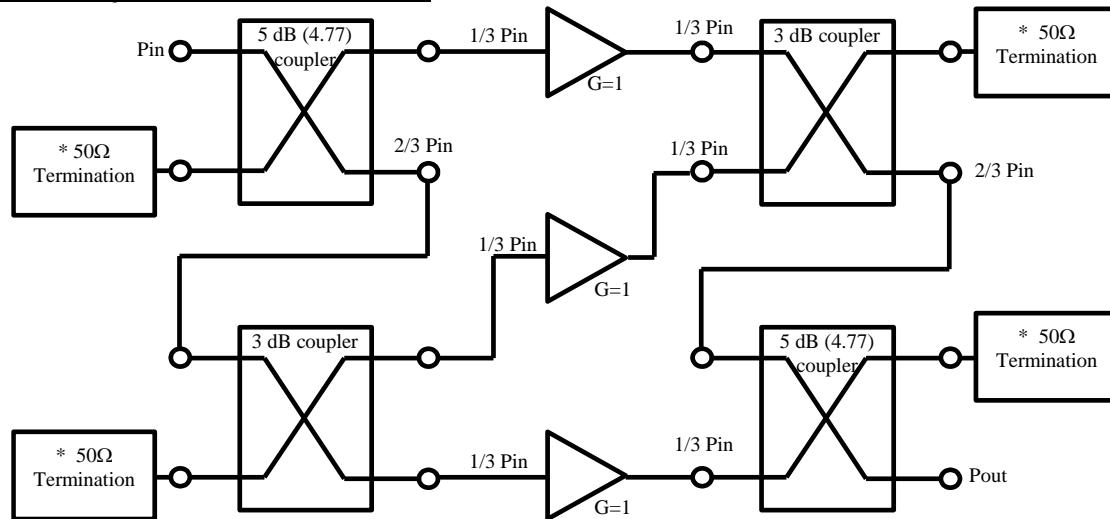 5 dB (4.77)
coupler
1/3 Pin
1/3 Pin
3 dB coupler
* 50Ω
Termination
Pin
G=1
* 50Ω
Termination
2/3 Pin
1/3 Pin
2/3 Pin
1/3 Pin
G=1
3 dB coupler
5 dB (4.77)
coupler
* 50Ω
Termination
* 50Ω
Termination
1/3 Pin
1/3 Pin
G=1
Pout